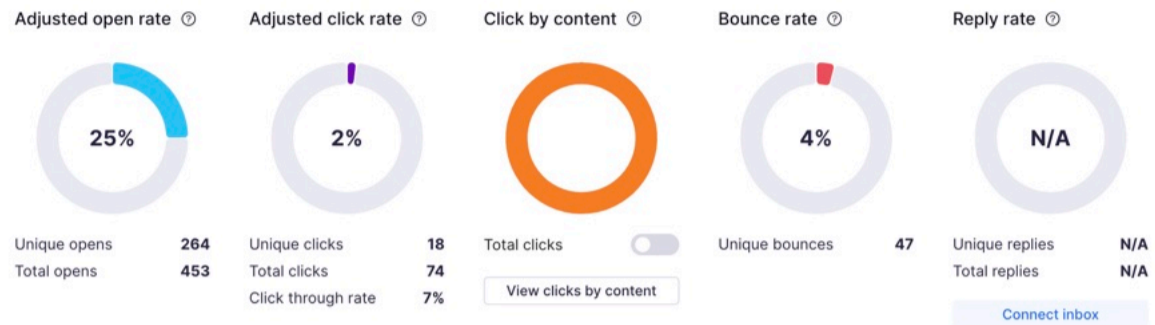 Adjusted open rate
25%
Unique opens 264
Total opens 453
Adjusted click rate
2%
Unique clicks 18
Total clicks 74
Click through rate 7%
Click by content
Total clicks
View clicks by content
Bounce rate
4%
Unique bounces 47
Reply rate
N/A
Unique replies N/A
Total replies N/A
Connect inbox